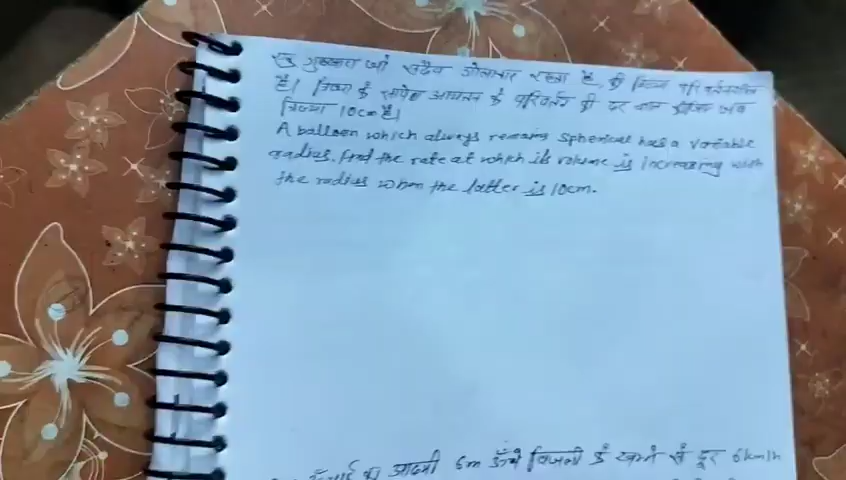 एक गुब्बारा जो सदैव गोलाकार रहता है, की त्रिज्या परिवर्तनशील
है। त्रिज्या के सापेक्ष आयतन के परिवर्तन की दर ज्ञात कीजिए जब
त्रिज्या 10cm है।
A balloon which always remains spherical has a variable
radius. find the rate at which its volume is increasing with
the radius when the latter is 10cm.
ऊँचाई का आदमी 6m ऊँचे बिजली के खम्भे से दूर 6km/h